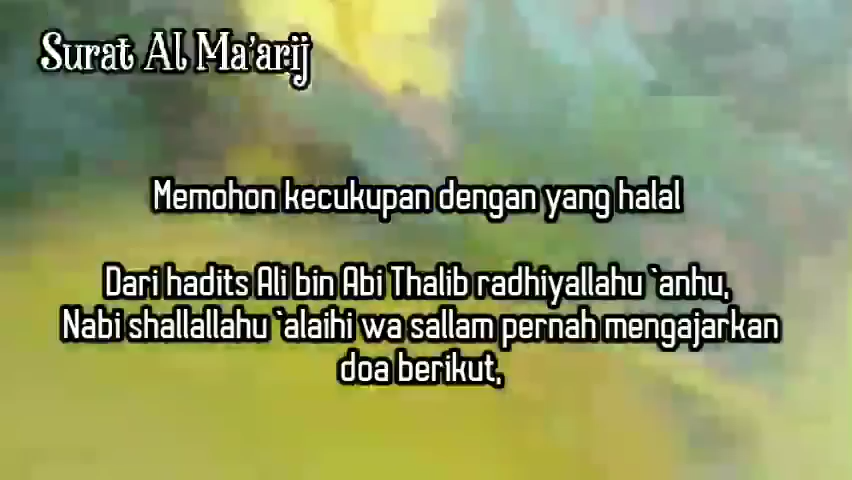 Surat Al Ma'arij
Memohon kecukupan dengan yang halal
Dari hadits Ali bin Abi Thalib radhiyallahu `anhu,
Nabi shallallahu `alaihi wa sallam pernah mengajarkan
doa berikut,